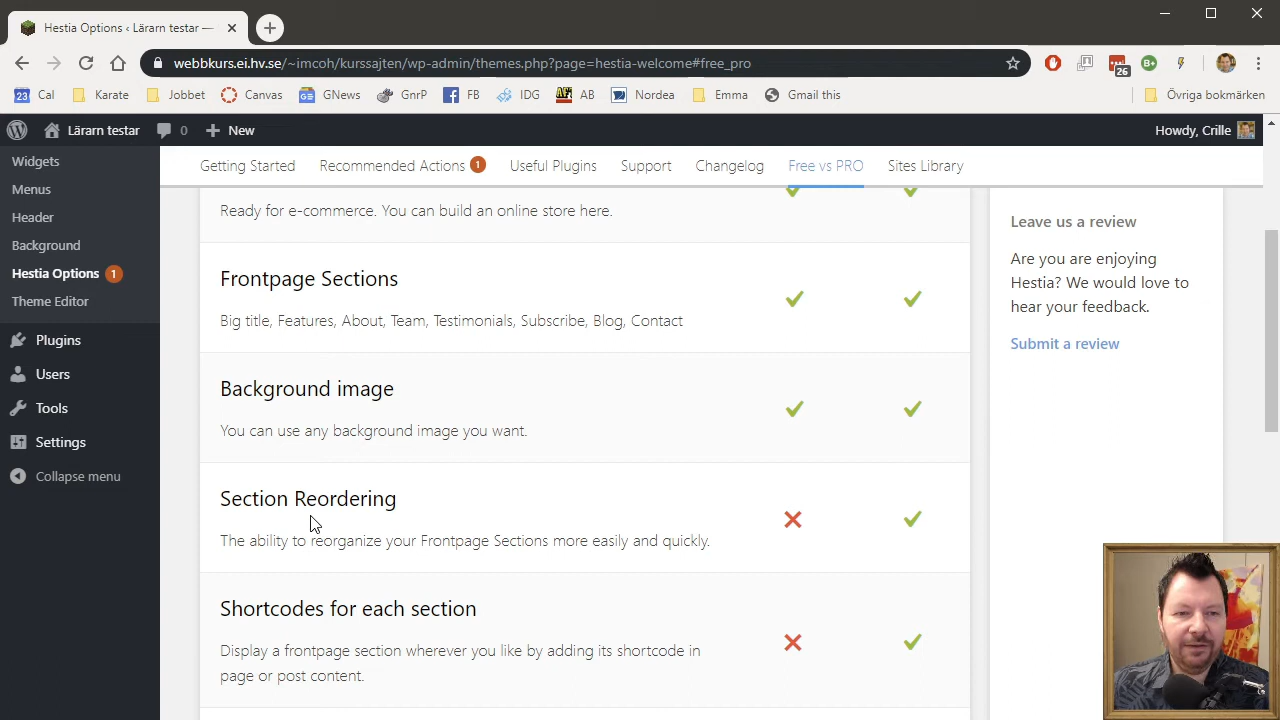 Hestia Options ‹ Lärarn testar —
webbkurs.ei.hv.se/~imcoh/kurssajten/wp-admin/themes.php?page=hestia-welcome#free_pro
26
23 Cal Karate Jobbet Canvas GNews GnrP FB IDG AB Nordea Emma Gmail this Övriga bokmärken
Lärarn testar 0 New Howdy, Crille
Widgets
Menus
Header
Background
Hestia Options 1
Theme Editor
Plugins
Users
Tools
Settings
Collapse menu
Getting Started Recommended Actions 1 Useful Plugins Support Changelog Free vs PRO Sites Library
Ready for e-commerce. You can build an online store here.
Frontpage Sections
Big title, Features, About, Team, Testimonials, Subscribe, Blog, Contact
Background image
You can use any background image you want.
Section Reordering
The ability to reorganize your Frontpage Sections more easily and quickly.
Shortcodes for each section
Display a frontpage section wherever you like by adding its shortcode in
page or post content.
Leave us a review
Are you are enjoying
Hestia? We would love to
hear your feedback.
Submit a review